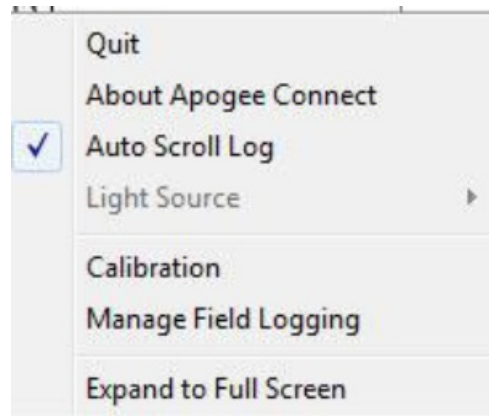 Quit
About Apogee Connect
Auto Scroll Log
Light Source
Calibration
Manage Field Logging
Expand to Full Screen